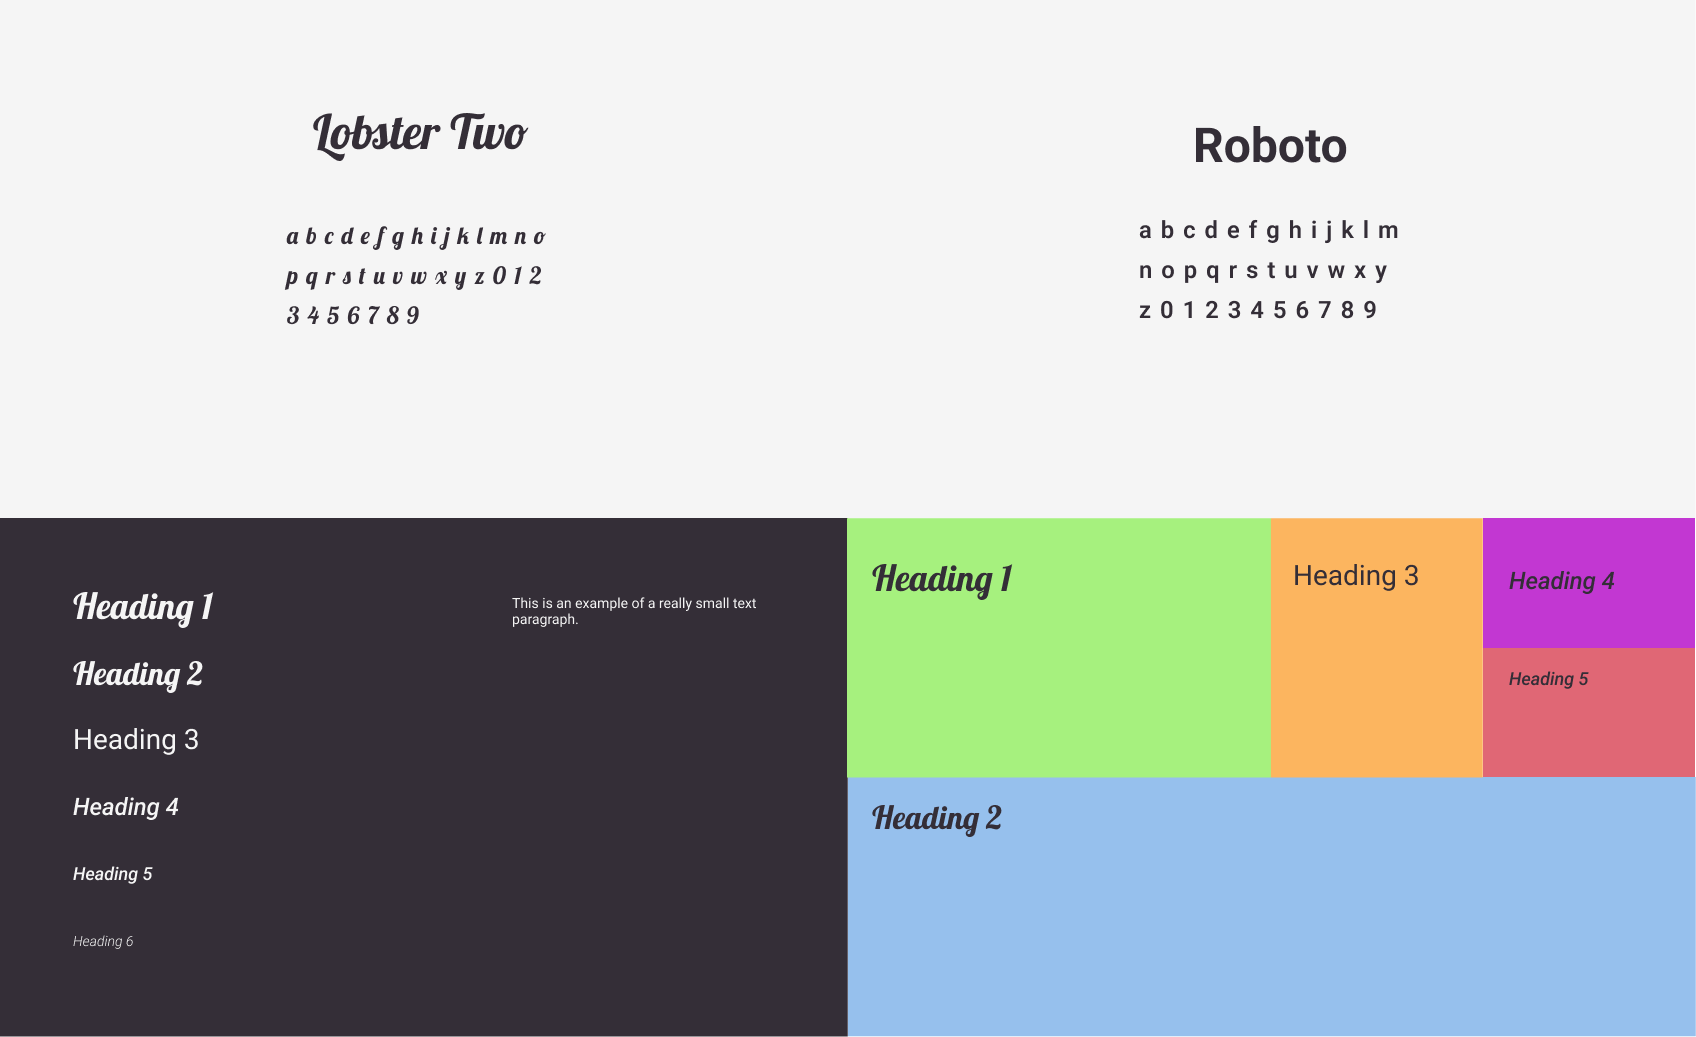 Lobster Two
a b c d e f g h i j k l m n o
p q r s t u v w x y z 0 1 2
3 4 5 6 7 8 9
Roboto
a b c d e f g h i j k l m
n o p q r s t u v w x y
z 0 1 2 3 4 5 6 7 8 9
Heading 1
Heading 2
Heading 3
Heading 4
Heading 5
Heading 6
This is an example of a really small text
paragraph.
Heading 1
Heading 3
Heading 4
Heading 5
Heading 2